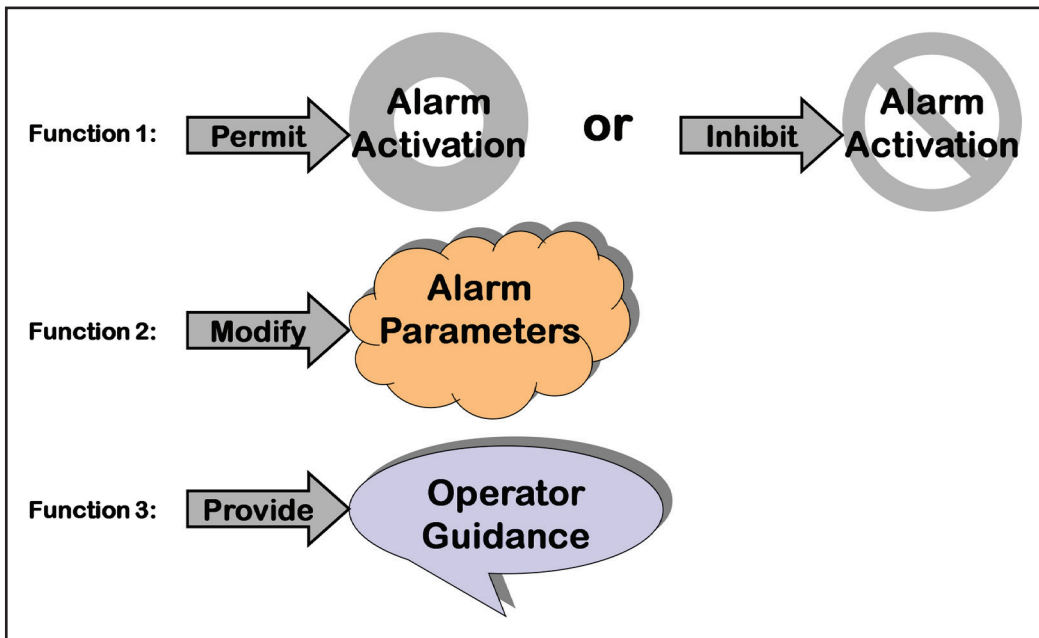 Function 1:
Permit
Alarm
Activation
or
Inhibit
Alarm
Activation
Function 2:
Modify
Alarm
Parameters
Function 3:
Provide
Operator
Guidance